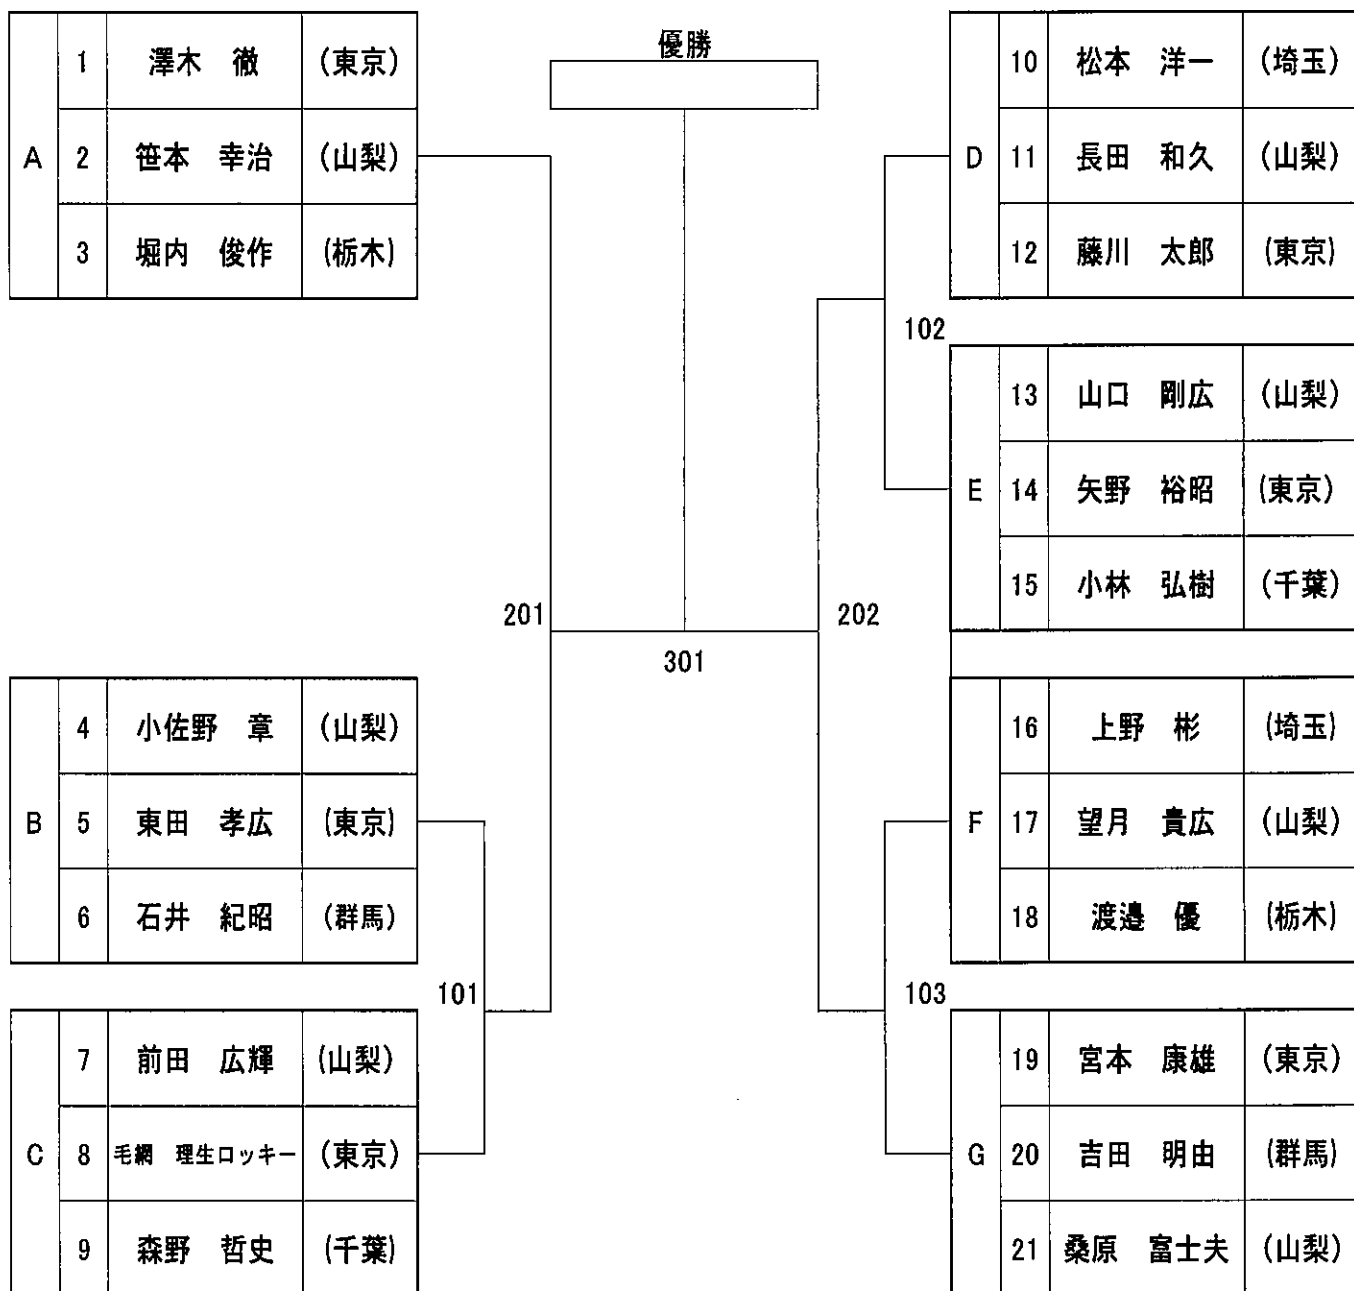 優勝
A
1 澤木 徹 (東京)
2 笹本 幸治 (山梨)
3 堀内 俊作 (栃木)
B
4 小佐野 章 (山梨)
5 東田 孝広 (東京)
6 石井 紀昭 (群馬)
C
7 前田 広輝 (山梨)
8 毛綱 理生ロッキー (東京)
9 森野 哲史 (千葉)
101
201
301
202
102
103
D
10 松本 洋一 (埼玉)
11 長田 和久 (山梨)
12 藤川 太郎 (東京)
E
13 山口 剛広 (山梨)
14 矢野 裕昭 (東京)
15 小林 弘樹 (千葉)
F
16 上野 彬 (埼玉)
17 望月 貴広 (山梨)
18 渡邉 優 (栃木)
G
19 宮本 康雄 (東京)
20 吉田 明由 (群馬)
21 桑原 富士夫 (山梨)